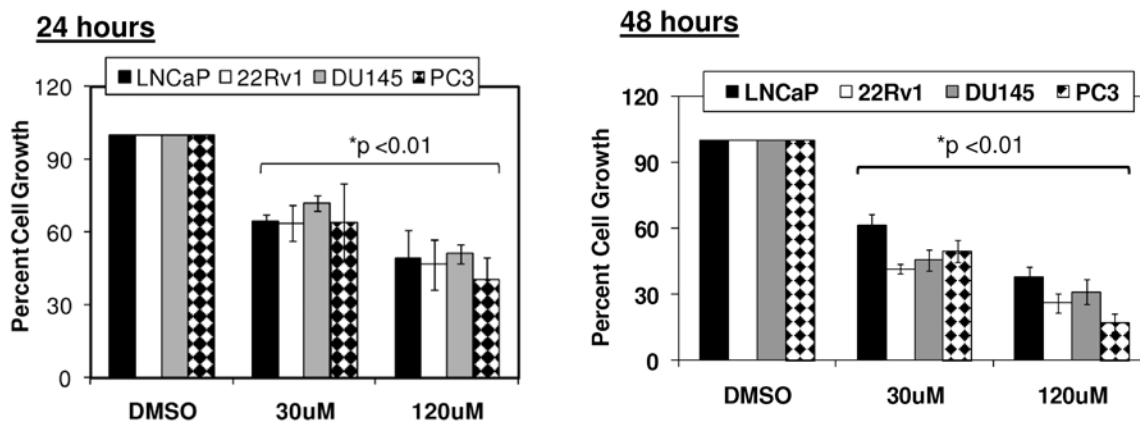 24 hours
LNCaP 22Rv1 DU145 PC3
120
90
60
30
0
Percent Cell Growth
*p <0.01
DMSO 30uM 120uM
48 hours
LNCaP 22Rv1 DU145 PC3
120
90
60
30
0
Percent Cell Growth
*p <0.01
DMSO 30uM 120uM